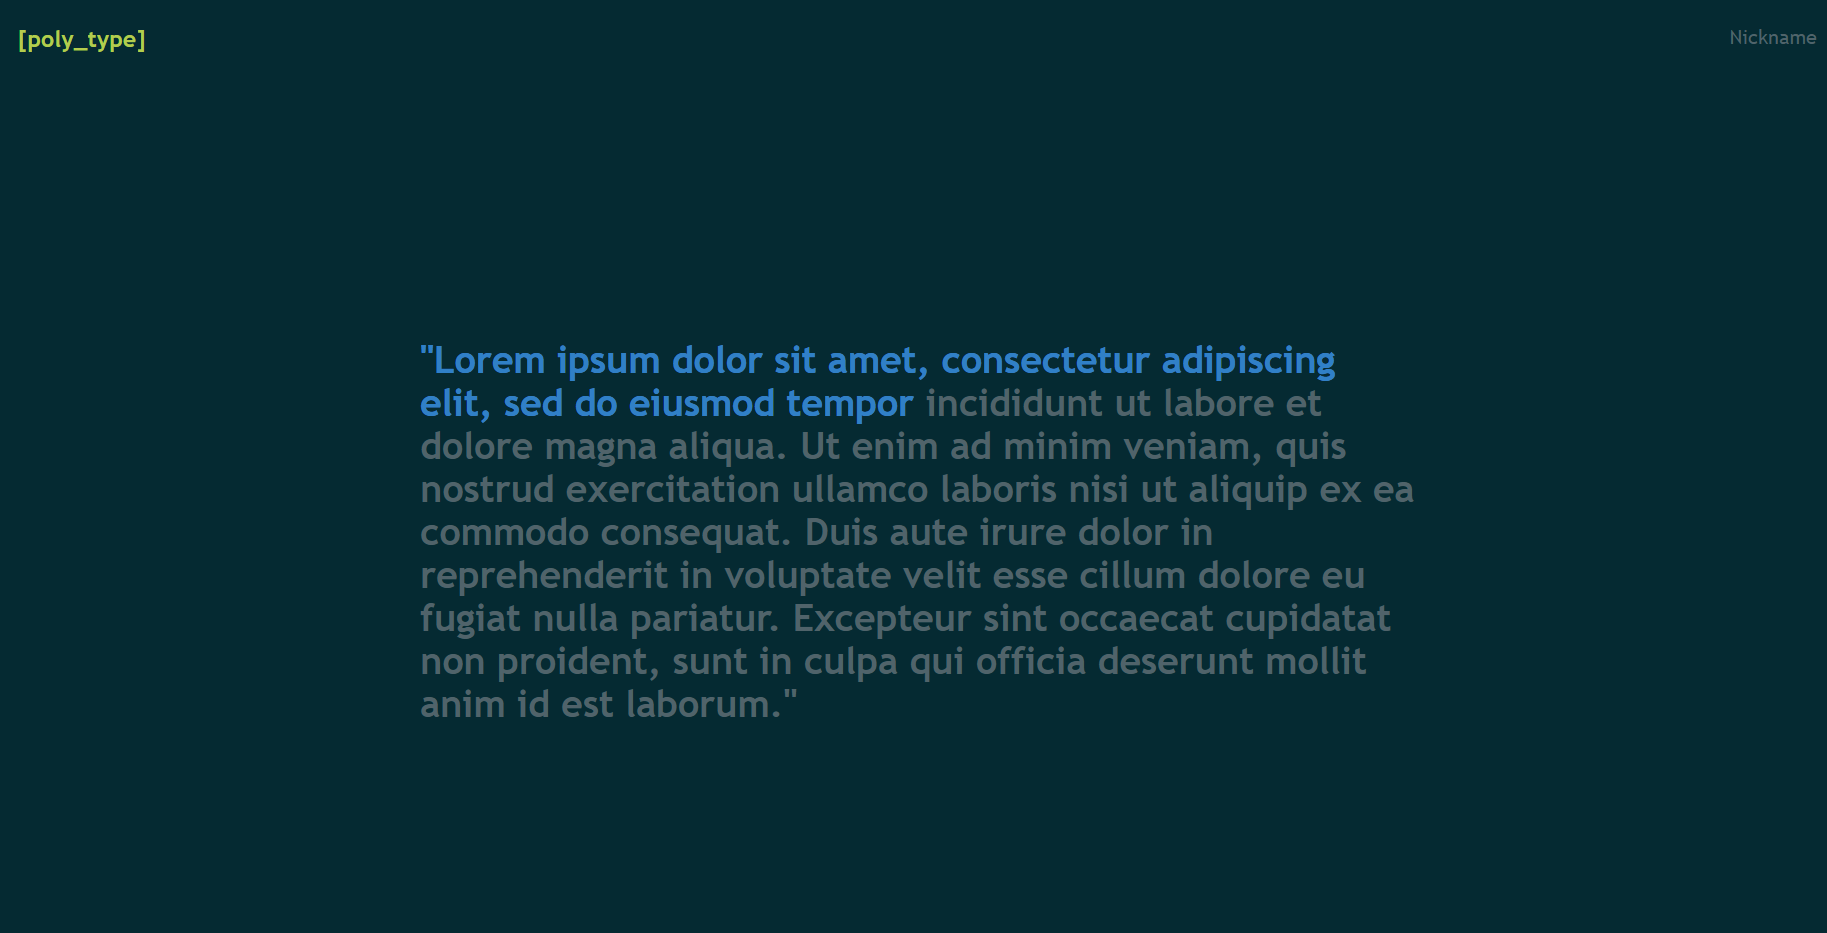 [poly_type]
Nickname
"Lorem ipsum dolor sit amet, consectetur adipiscing
elit, sed do eiusmod tempor incididunt ut labore et
dolore magna aliqua. Ut enim ad minim veniam, quis
nostrud exercitation ullamco laboris nisi ut aliquip ex ea
commodo consequat. Duis aute irure dolor in
reprehenderit in voluptate velit esse cillum dolore eu
fugiat nulla pariatur. Excepteur sint occaecat cupidatat
non proident, sunt in culpa qui officia deserunt mollit
anim id est laborum."